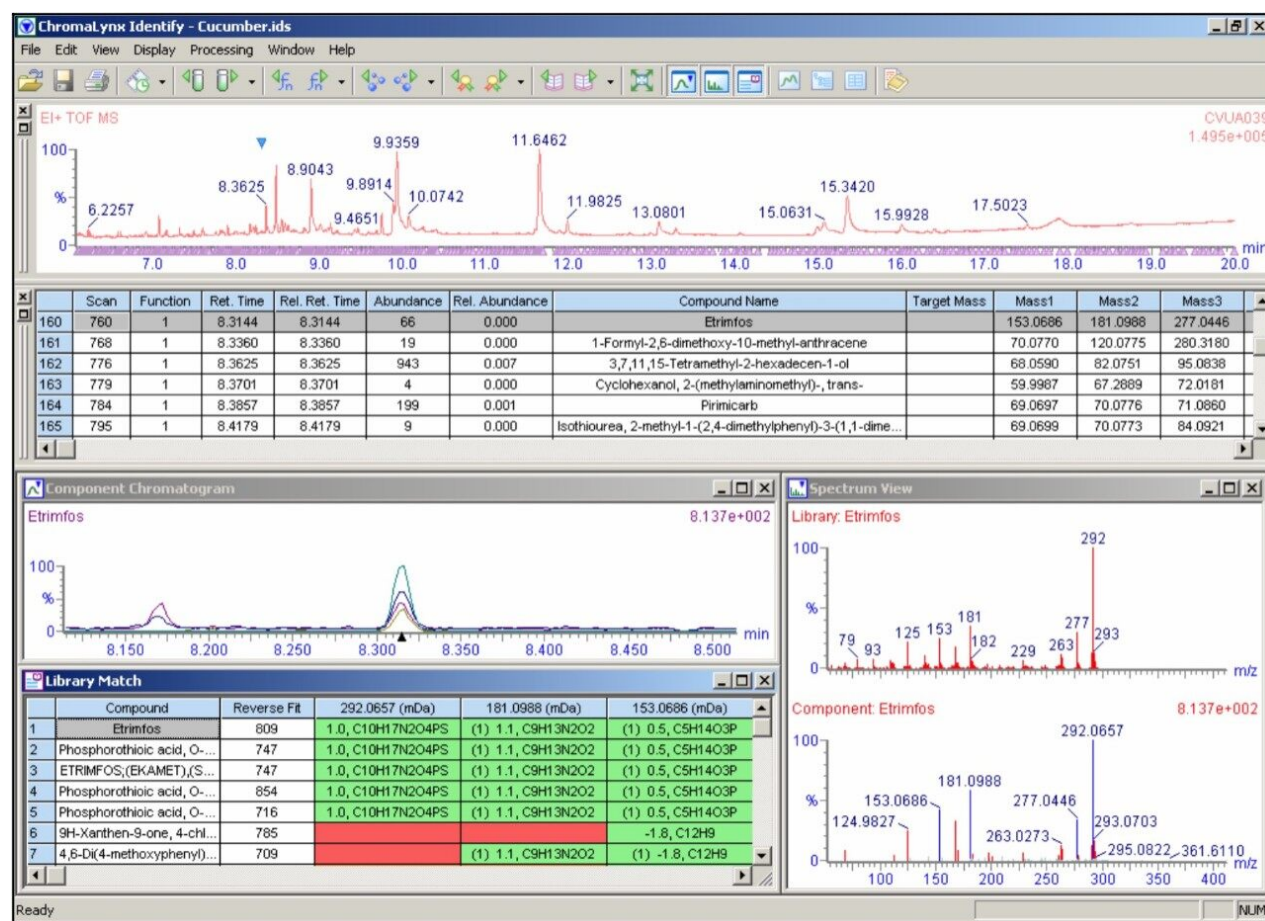 ChromaLynx Identify - Cucumber.ids
File Edit View Display Processing Window Help
EI+ TOF MS
CVUA039
1.495e+005
100
%
0
6.2257
8.3625
8.9043
9.4651
9.8914
9.9359
10.0742
11.6462
11.9825
13.0801
15.0631
15.3420
15.9928
17.5023
min
7.0 8.0 9.0 10.0 11.0 12.0 13.0 14.0 15.0 16.0 17.0 18.0 19.0 20.0
Scan Function Ret. Time Rel. Ret. Time Abundance Rel. Abundance Compound Name Target Mass Mass1 Mass2 Mass3
160 760 1 8.3144 8.3144 66 0.000 Etrimfos 153.0686 181.0988 277.0446
161 768 1 8.3360 8.3360 19 0.000 1-Formyl-2,6-dimethoxy-10-methyl-anthracene 70.0770 120.0775 280.3180
162 776 1 8.3625 8.3625 943 0.007 3,7,11,15-Tetramethyl-2-hexadecen-1-ol 68.0590 82.0751 95.0838
163 779 1 8.3701 8.3701 4 0.000 Cyclohexanol, 2-(methylaminomethyl)-, trans- 59.9987 67.2889 72.0181
164 784 1 8.3857 8.3857 199 0.001 Pirimicarb 69.0697 70.0776 71.0860
165 795 1 8.4179 8.4179 9 0.000 Isothiourea, 2-methyl-1-(2,4-dimethylphenyl)-3-(1,1-dime... 69.0699 70.0773 84.0921
Component Chromatogram
Etrimfos
8.137e+002
100
%
0
min
8.150 8.200 8.250 8.300 8.350 8.400 8.450 8.500
Library Match
Compound Reverse Fit 292.0657 (mDa) 181.0988 (mDa) 153.0686 (mDa)
1 Etrimfos 809 1.0, C10H17N2O4PS (1) 1.1, C9H13N2O2 (1) 0.5, C5H14O3P
2 Phosphorothioic acid, O-... 747 1.0, C10H17N2O4PS (1) 1.1, C9H13N2O2 (1) 0.5, C5H14O3P
3 ETRIMFOS;(EKAMET),(S... 747 1.0, C10H17N2O4PS (1) 1.1, C9H13N2O2 (1) 0.5, C5H14O3P
4 Phosphorothioic acid, O-... 854 1.0, C10H17N2O4PS (1) 1.1, C9H13N2O2 (1) 0.5, C5H14O3P
5 Phosphorothioic acid, O-... 716 1.0, C10H17N2O4PS (1) 1.1, C9H13N2O2 (1) 0.5, C5H14O3P
6 9H-Xanthen-9-one, 4-chl... 785 -1.8, C12H9
7 4,6-Di(4-methoxyphenyl)... 709 (1) 1.1, C9H13N2O2 (1) -1.8, C12H9
Spectrum View
Library: Etrimfos
100
%
0
79
93
125
153
181
182
229
263
277
292
293
m/z
Component: Etrimfos
8.137e+002
100
%
0
124.9827
153.0686
181.0988
263.0273
277.0446
292.0657
293.0703
295.0822
361.6110
m/z
100 150 200 250 300 350 400
Ready
NUM